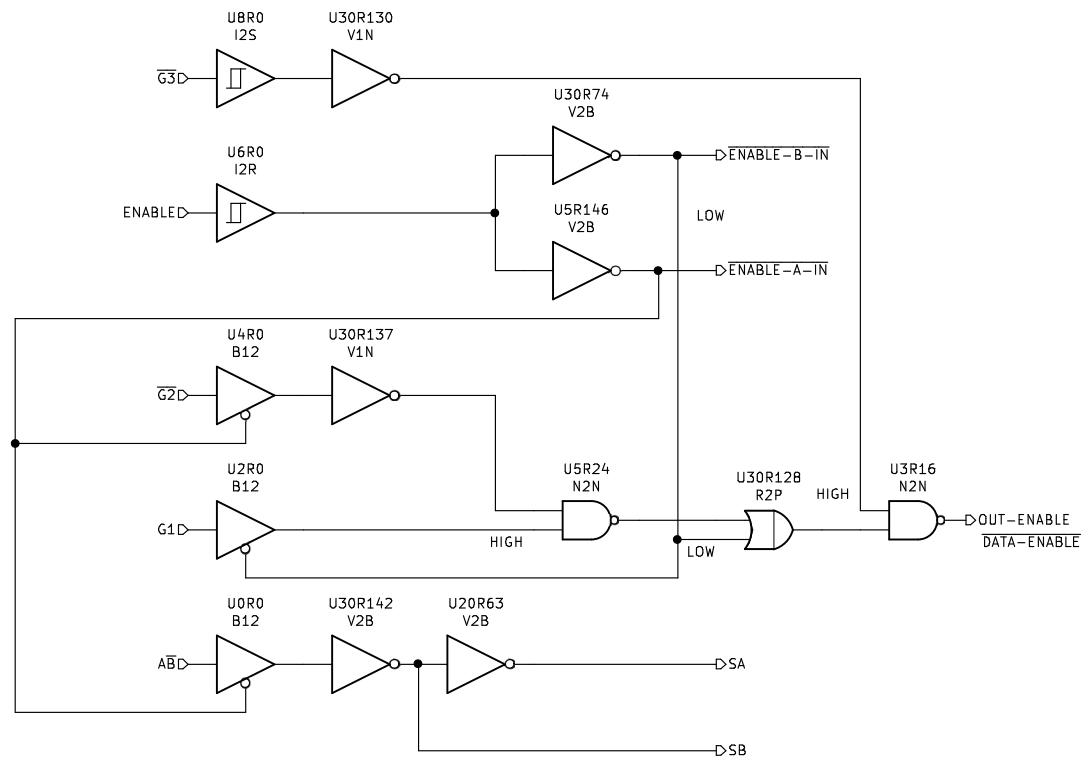 U8R0
I2S
U30R130
V1N
G3
U30R74
V2B
ENABLE-B-IN
U6R0
I2R
ENABLE
LOW
U5R146
V2B
ENABLE-A-IN
U4R0
B12
U30R137
V1N
G2
U2R0
B12
U5R24
N2N
U30R128
R2P
U3R16
N2N
HIGH
G1
HIGH
LOW
OUT-ENABLE
DATA-ENABLE
U0R0
B12
U30R142
V2B
U20R63
V2B
AB
SA
SB